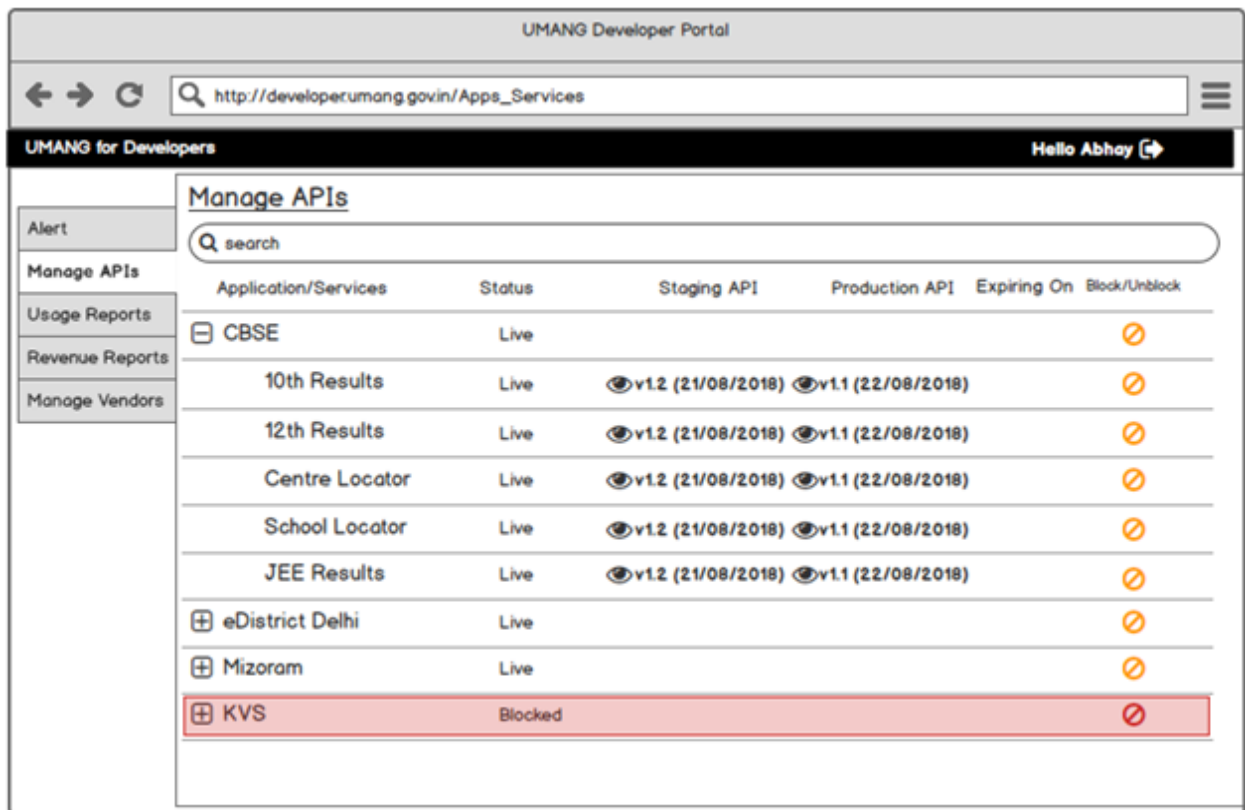 UMANG Developer Portal
http://developer.umang.gov.in/Apps_Services
UMANG for Developers Hello Abhay
Manage APIs
Alert
Manage APIs
Usage Reports
Revenue Reports
Manage Vendors
search
Application/Services Status Staging API Production API Expiring On Block/Unblock
CBSE Live
10th Results Live v1.2 (21/08/2018) v1.1 (22/08/2018)
12th Results Live v1.2 (21/08/2018) v1.1 (22/08/2018)
Centre Locator Live v1.2 (21/08/2018) v1.1 (22/08/2018)
School Locator Live v1.2 (21/08/2018) v1.1 (22/08/2018)
JEE Results Live v1.2 (21/08/2018) v1.1 (22/08/2018)
eDistrict Delhi Live
Mizoram Live
KVS Blocked